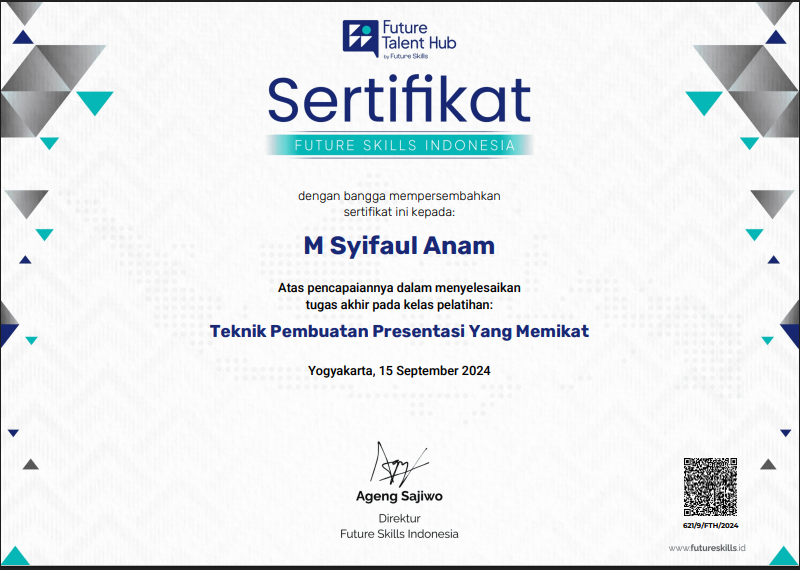 Future
Talent Hub
by Future Skills
Sertifikat
FUTURE SKILLS INDONESIA
dengan bangga mempersembahkan
sertifikat ini kepada:
M Syifaul Anam
Atas pencapaiannya dalam menyelesaikan
tugas akhir pada kelas pelatihan:
Teknik Pembuatan Presentasi Yang Memikat
Yogyakarta, 15 September 2024
Ageng Sajiwo
Direktur
Future Skills Indonesia
621/9/FTH/2024
www.futureskills.id